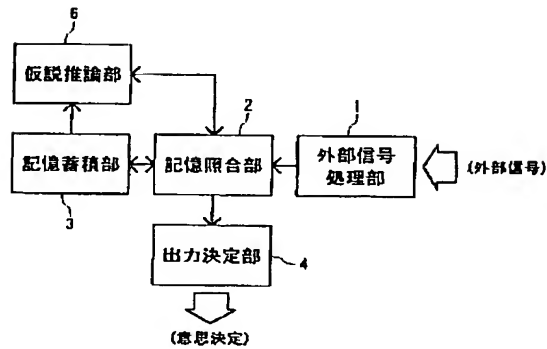 6
仮説推論部
2
1
記憶蓄積部
記憶照合部
外部信号
処理部
(外部信号)
3
出力決定部
4
(意思決定)